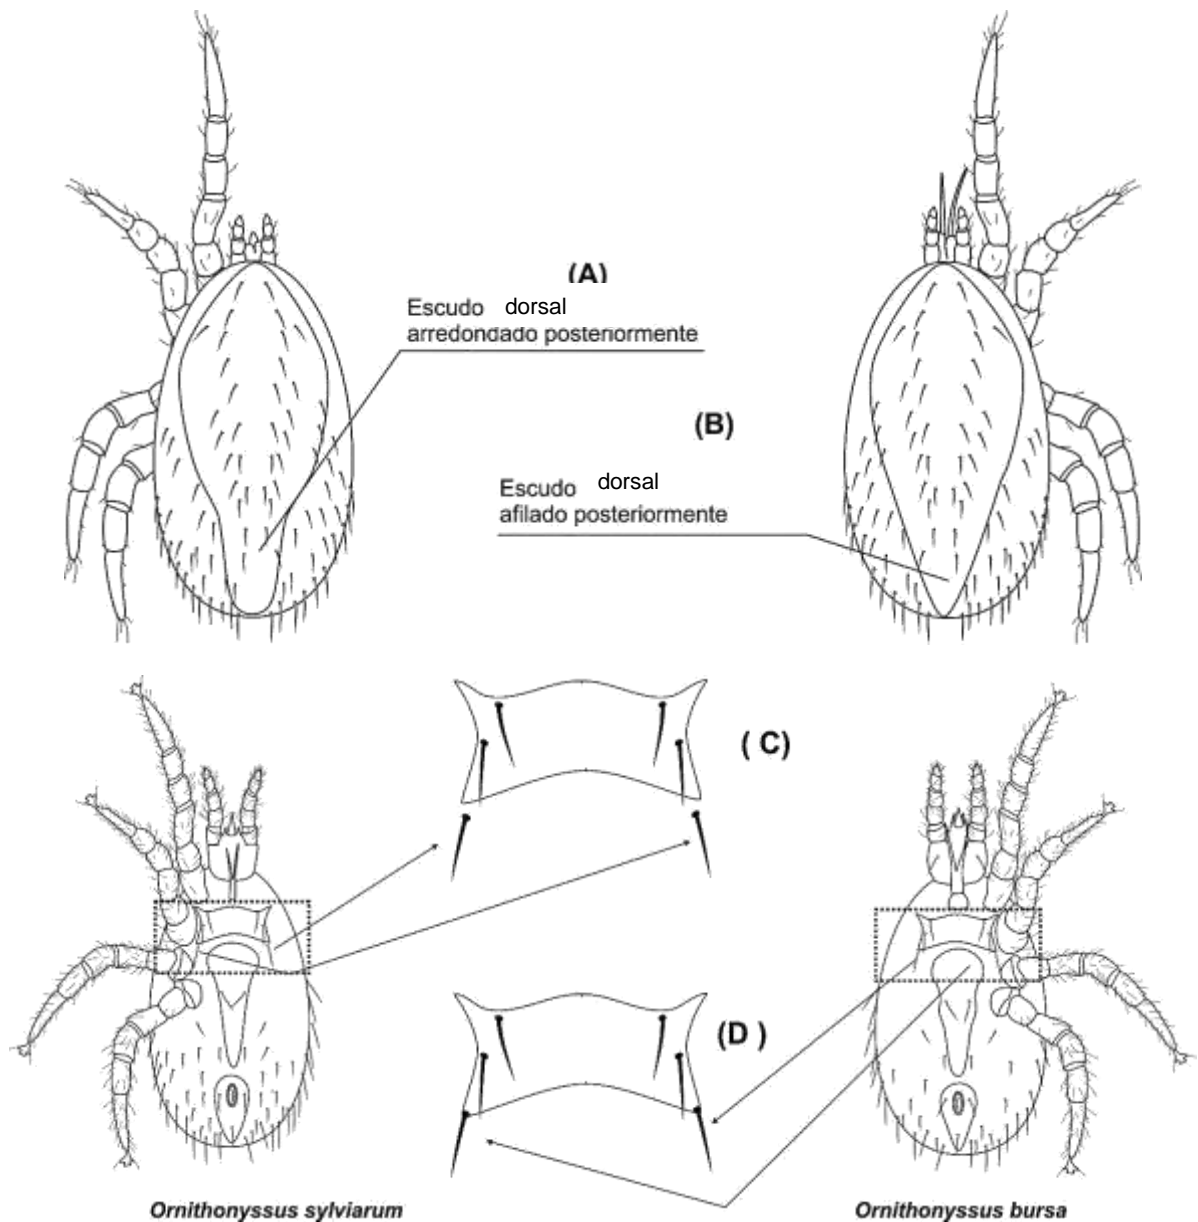 (A)
Escudo dorsal
arredondado posteriormente
(B)
Escudo dorsal
afilado posteriormente
( C)
(D )
Ornithonyssus sylviarum
Ornithonyssus bursa